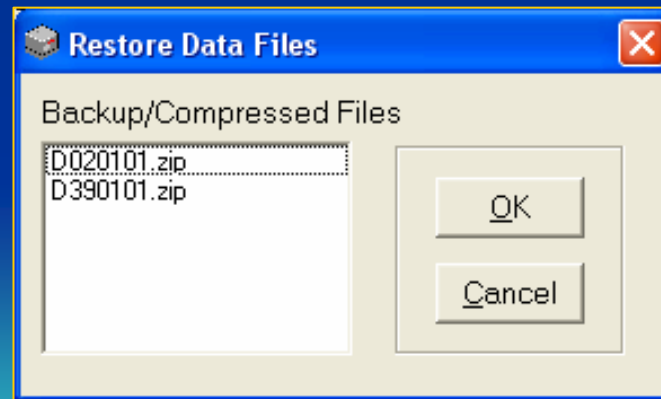 Restore Data Files
Backup/Compressed Files
D020101.zip
D390101.zip
OK
Cancel